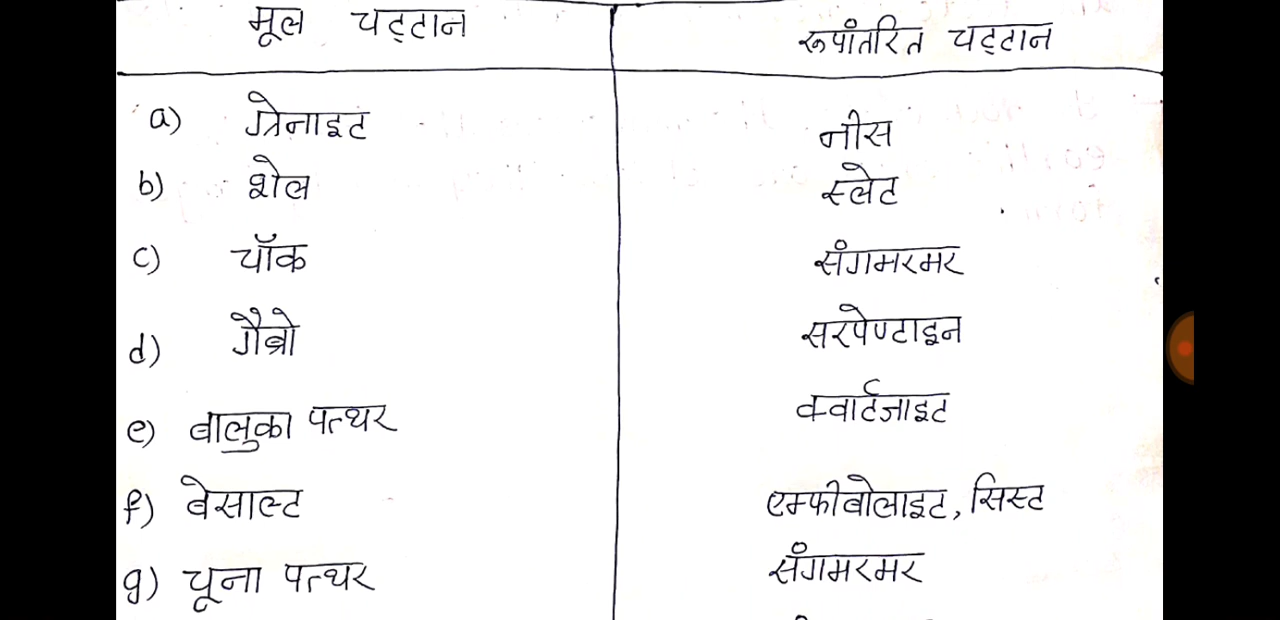 मूल चट्टान रूपांतरित चट्टान
a) ग्रेनाइट नीस
b) शेल स्लेट
c) चॉक संगमरमर
d) गैब्रो सरपेण्टाइन
e) बालुका पत्थर क्वार्टजाइट
f) बेसाल्ट एम्फीबोलाइट, सिस्ट
g) चूना पत्थर संगमरमर